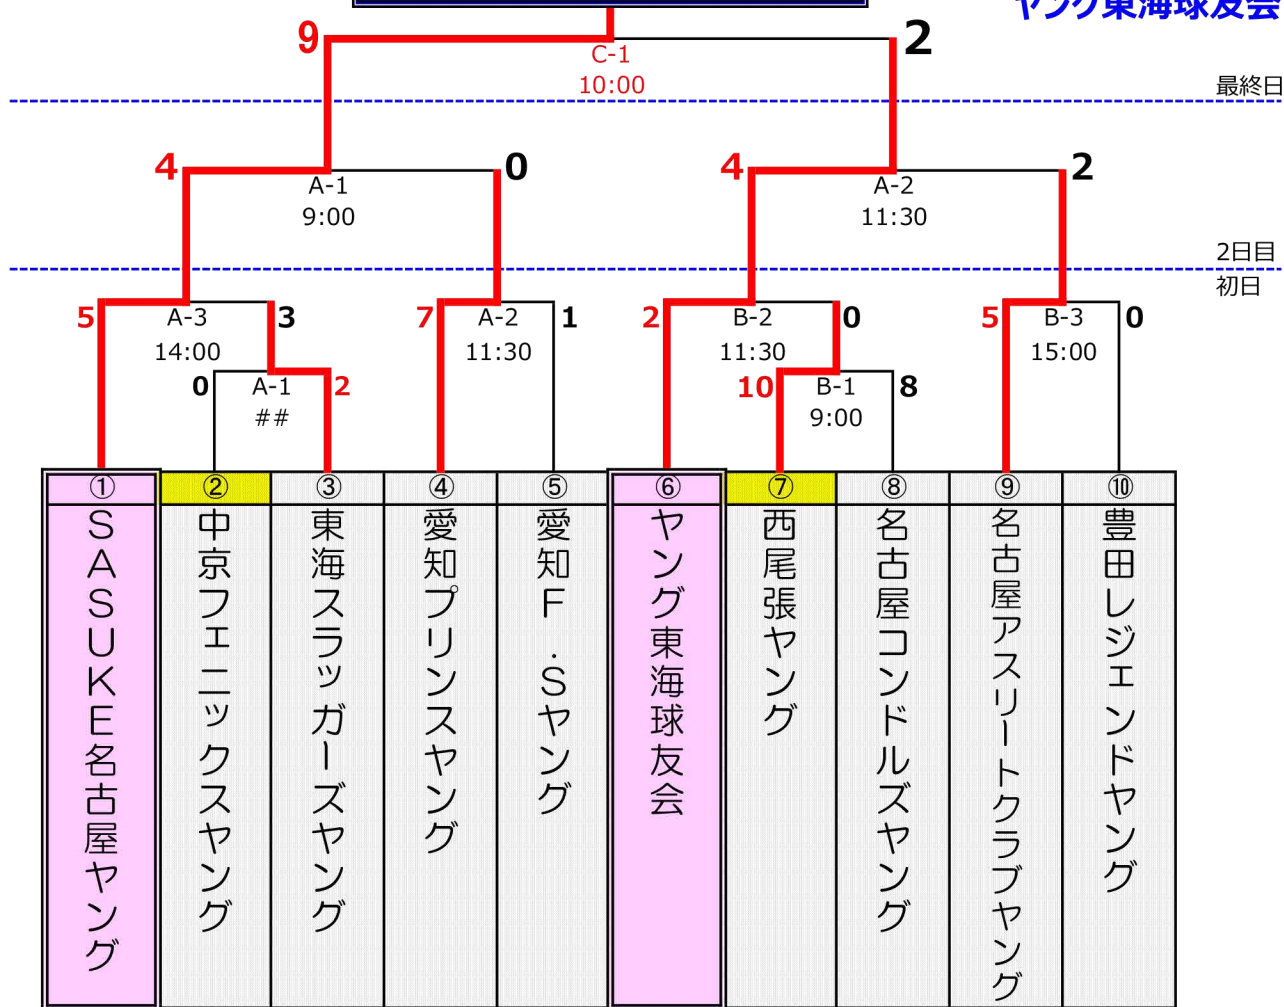 ヤング東海球友会
9
2
C-1
10:00
最終日
4
0
4
2
A-1
A-2
9:00
11:30
2日目
初日
5
3
7
1
2
0
5
0
A-3
A-2
B-2
B-3
14:00
11:30
11:30
15:00
0
A-1
2
10
B-1
8
##
9:00
①
②
③
④
⑤
⑥
⑦
⑧
⑨
⑩
SASUKE名古屋ヤング
中京フェニックスヤング
東海スラッガーズヤング
愛知プリンスヤング
愛知F.Sヤング
ヤング東海球友会
西尾張ヤング
名古屋コンドルズヤング
名古屋アスリートクラブヤング
豊田レジェンドヤング